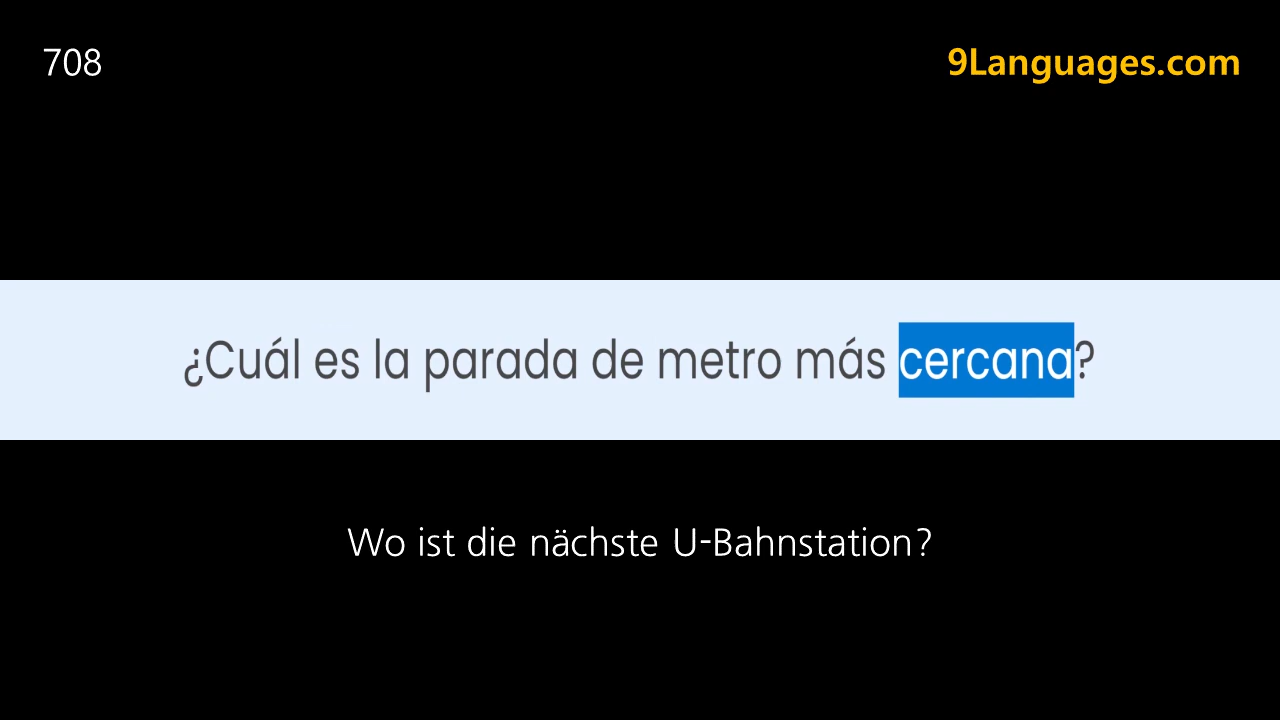 708
9Languages.com
¿Cuál es la parada de metro más cercana?
Wo ist die nächste U-Bahnstation?